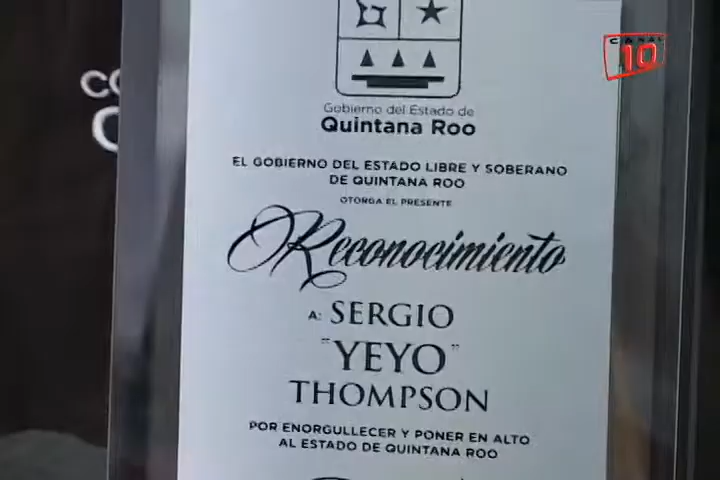 CANAL
10
Gobierno del Estado de
Quintana Roo
EL GOBIERNO DEL ESTADO LIBRE Y SOBERANO
DE QUINTANA ROO
OTORGA EL PRESENTE
Reconocimiento
A: SERGIO
"YEYO"
THOMPSON
POR ENORGULLECER Y PONER EN ALTO
AL ESTADO DE QUINTANA ROO